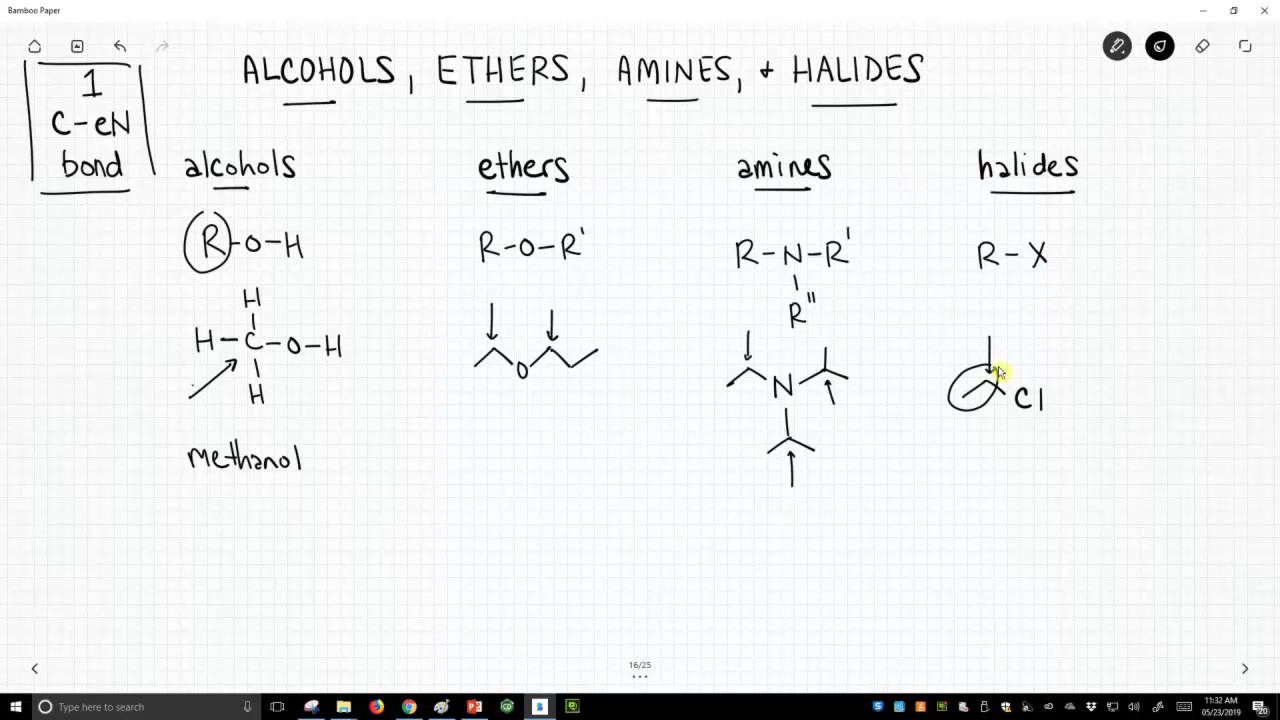 Bamboo Paper
ALCOHOLS, ETHERS, AMINES, + HALIDES
1
C-eN
bond
alcohols
R-O-H
H
H-C-O-H
H
methanol
ethers
R-O-R'
O
amines
R-N-R'
R"
N
halides
R-X
Cl
16/25
Type here to search
11:32 AM
05/23/2019
20